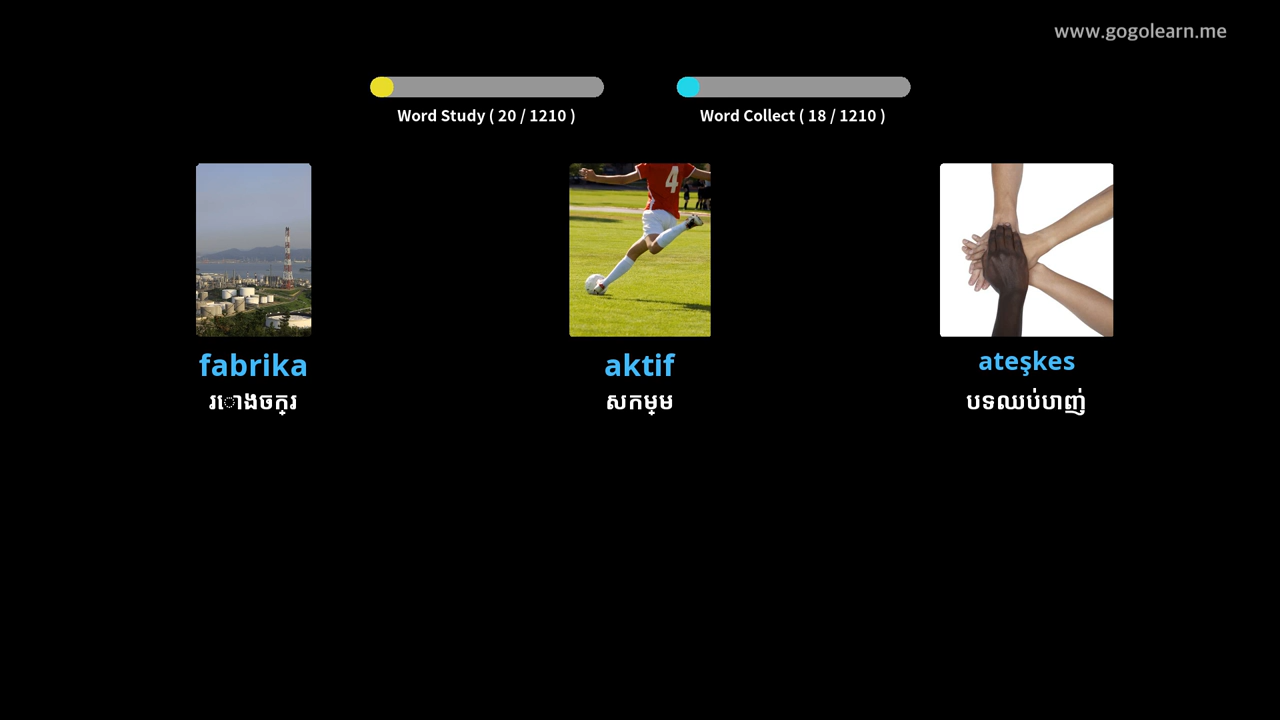 www.gogolearn.me
Word Study ( 20 / 1210 )
Word Collect ( 18 / 1210 )
4
fabrika
aktif
ateşkes
រោងចក្រ
សកម្ម
បទឈប់បាញ់